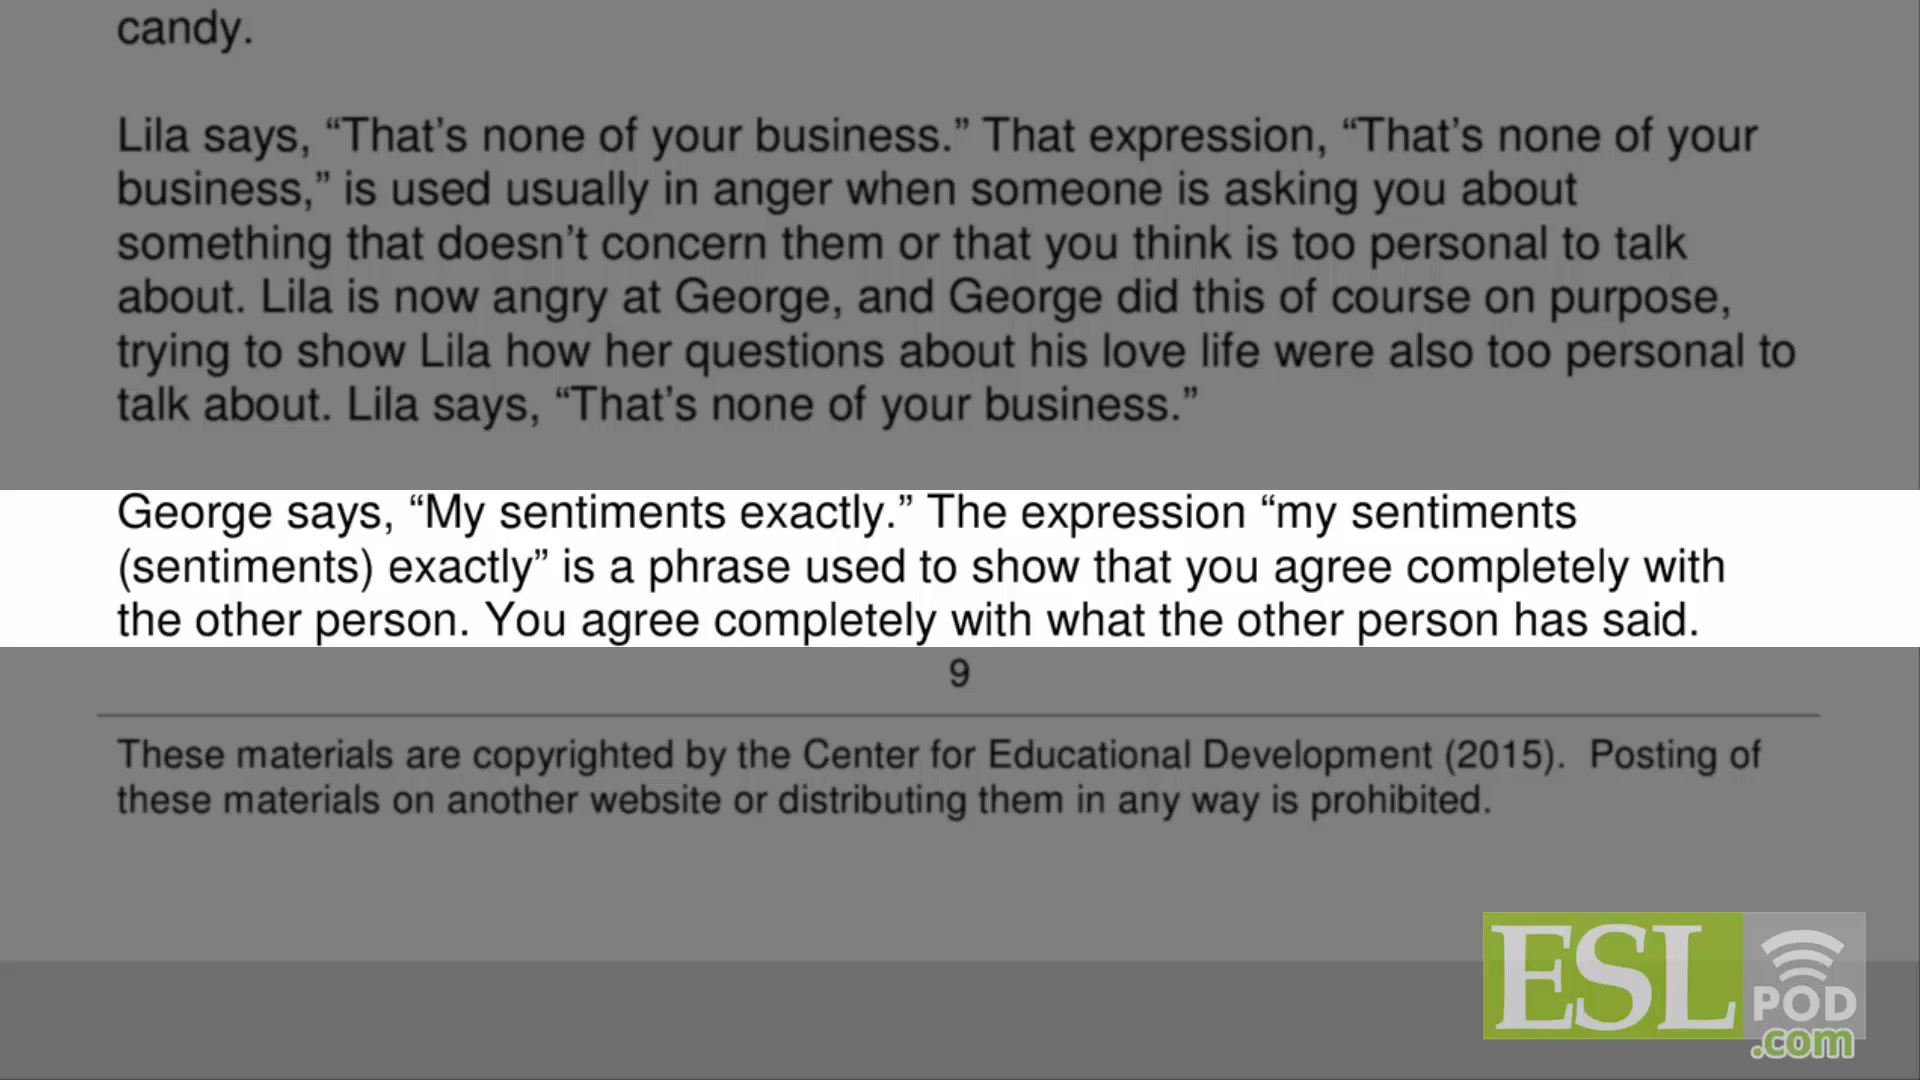 candy.
Lila says, “That’s none of your business.” That expression, “That’s none of your
business,” is used usually in anger when someone is asking you about
something that doesn’t concern them or that you think is too personal to talk
about. Lila is now angry at George, and George did this of course on purpose,
trying to show Lila how her questions about his love life were also too personal to
talk about. Lila says, “That’s none of your business.”
George says, “My sentiments exactly.” The expression “my sentiments
(sentiments) exactly” is a phrase used to show that you agree completely with
the other person. You agree completely with what the other person has said.
9
These materials are copyrighted by the Center for Educational Development (2015). Posting of
these materials on another website or distributing them in any way is prohibited.
ESL
POD
.com